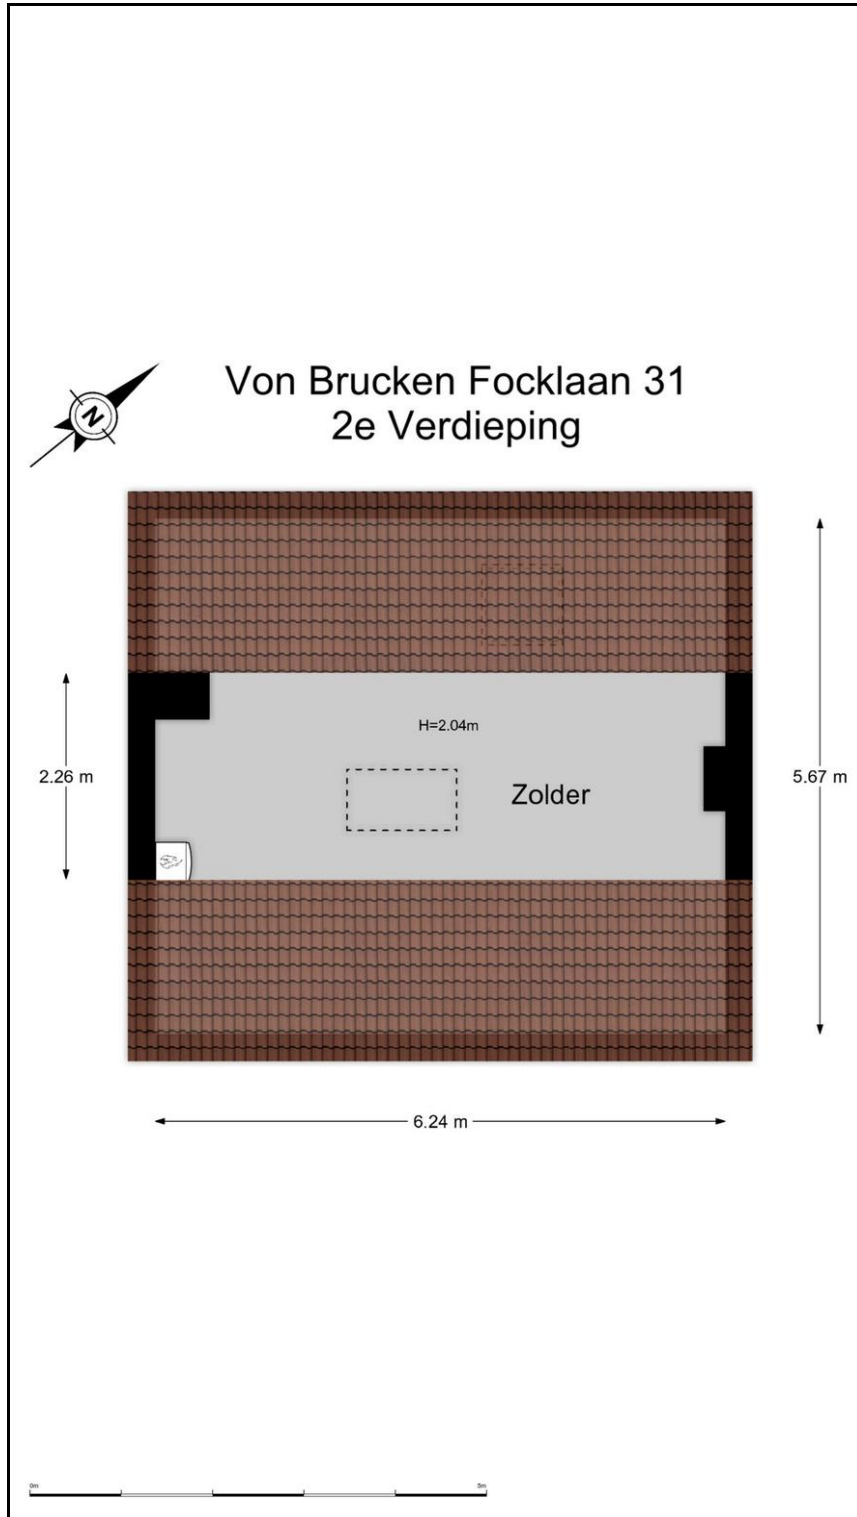 Von Brucken Focklaan 31
2e Verdieping
N
H=2.04m
2.26 m
Zolder
5.67 m
6.24 m
0m 5m